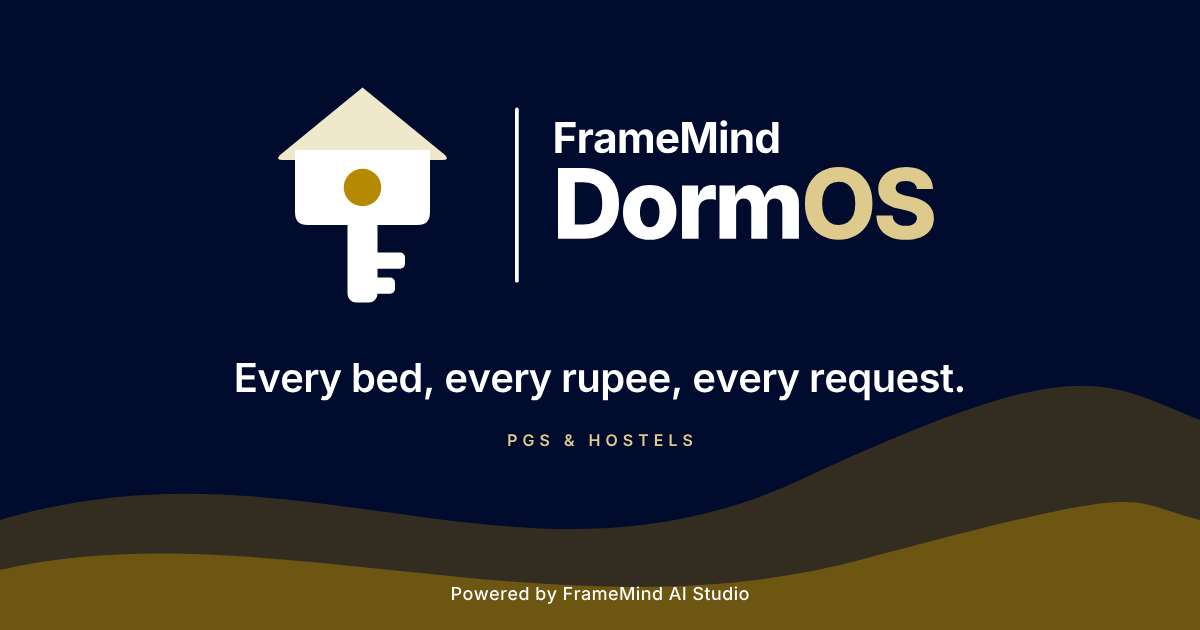 FrameMind
DormOS
Every bed, every rupee, every request.
PGS & HOSTELS
Powered by FrameMind AI Studio